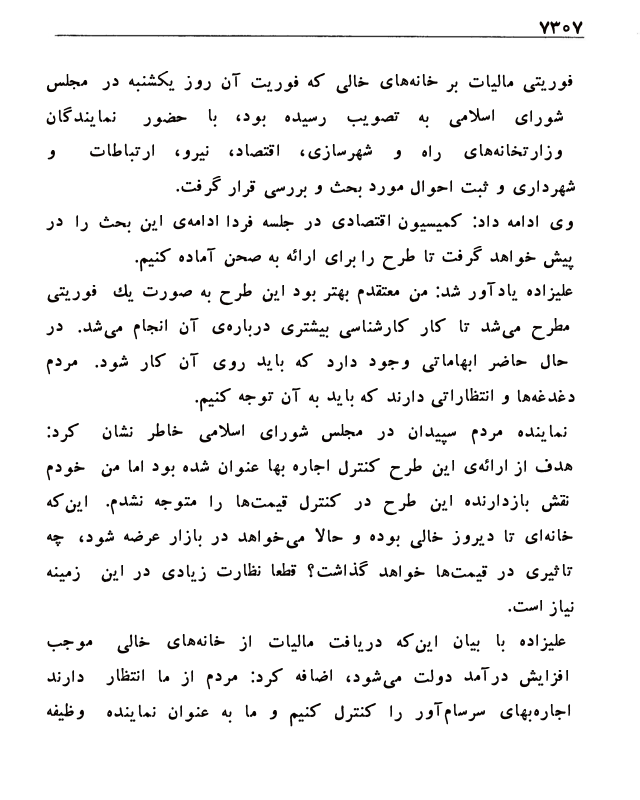 ۷۳۰۷
فوریتی مالیات بر خانه‌های خالی که فوریت آن روز یکشنبه در مجلس
شورای اسلامی به تصویب رسیده بود، با حضور نمایندگان
وزارتخانه‌های راه و شهرسازی، اقتصاد، نیرو، ارتباطات و
شهرداری و ثبت احوال مورد بحث و بررسی قرار گرفت.
وی ادامه داد: کمیسیون اقتصادی در جلسه فردا ادامه‌ی این بحث را در
پیش خواهد گرفت تا طرح را برای ارائه به صحن آماده کنیم.
علیزاده یادآور شد: من معتقدم بهتر بود این طرح به صورت یك فوریتی
مطرح می‌شد تا کار کارشناسی بیشتری درباره‌ی آن انجام می‌شد. در
حال حاضر ابهاماتی وجود دارد که باید روی آن کار شود. مردم
دغدغه‌ها و انتظاراتی دارند که باید به آن توجه کنیم.
نماینده مردم سپیدان در مجلس شورای اسلامی خاطر نشان کرد:
هدف از ارائه‌ی این طرح کنترل اجاره بها عنوان شده بود اما من خودم
نقش بازدارنده این طرح در کنترل قیمت‌ها را متوجه نشدم. این‌که
خانه‌ای تا دیروز خالی بوده و حالا می‌خواهد در بازار عرضه شود، چه
تاثیری در قیمت‌ها خواهد گذاشت؟ قطعا نظارت زیادی در این زمینه
نیاز است.
علیزاده با بیان این‌که دریافت مالیات از خانه‌های خالی موجب
افزایش درآمد دولت می‌شود، اضافه کرد: مردم از ما انتظار دارند
اجاره‌بهای سرسام‌آور را کنترل کنیم و ما به عنوان نماینده وظیفه